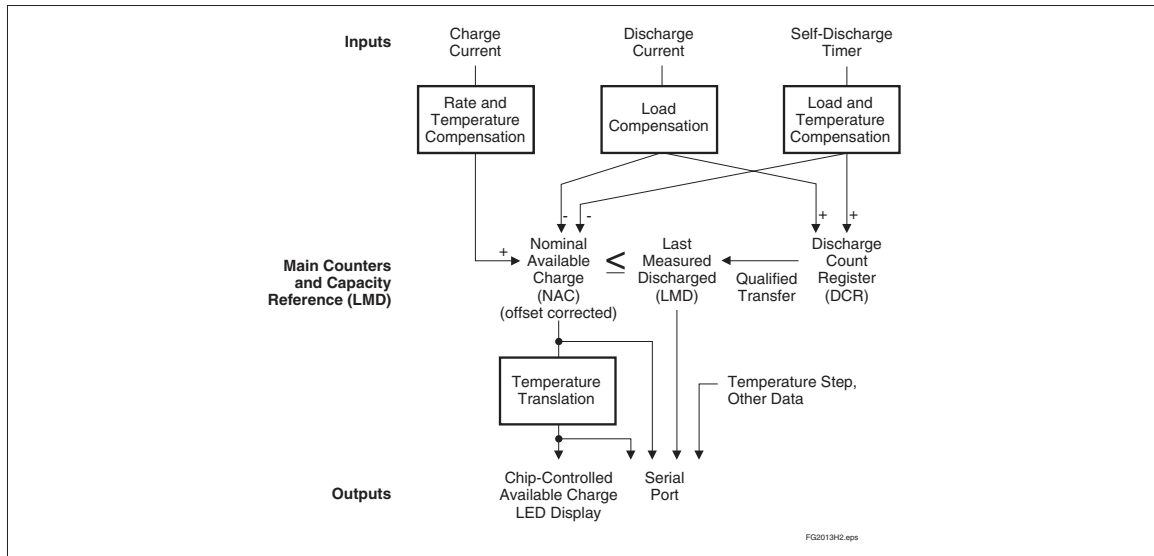 Inputs
Charge
Current
Discharge
Current
Self-Discharge
Timer
Rate and
Temperature
Compensation
Load
Compensation
Load and
Temperature
Compensation
- - + +
+
Main Counters
and Capacity
Reference (LMD)
Nominal
Available
Charge
(NAC)
(offset corrected)
≤
Last
Measured
Discharged
(LMD)
Qualified
Transfer
Discharge
Count
Register
(DCR)
Temperature
Translation
Temperature Step,
Other Data
Outputs
Chip-Controlled
Available Charge
LED Display
Serial
Port
FG2013H2.eps